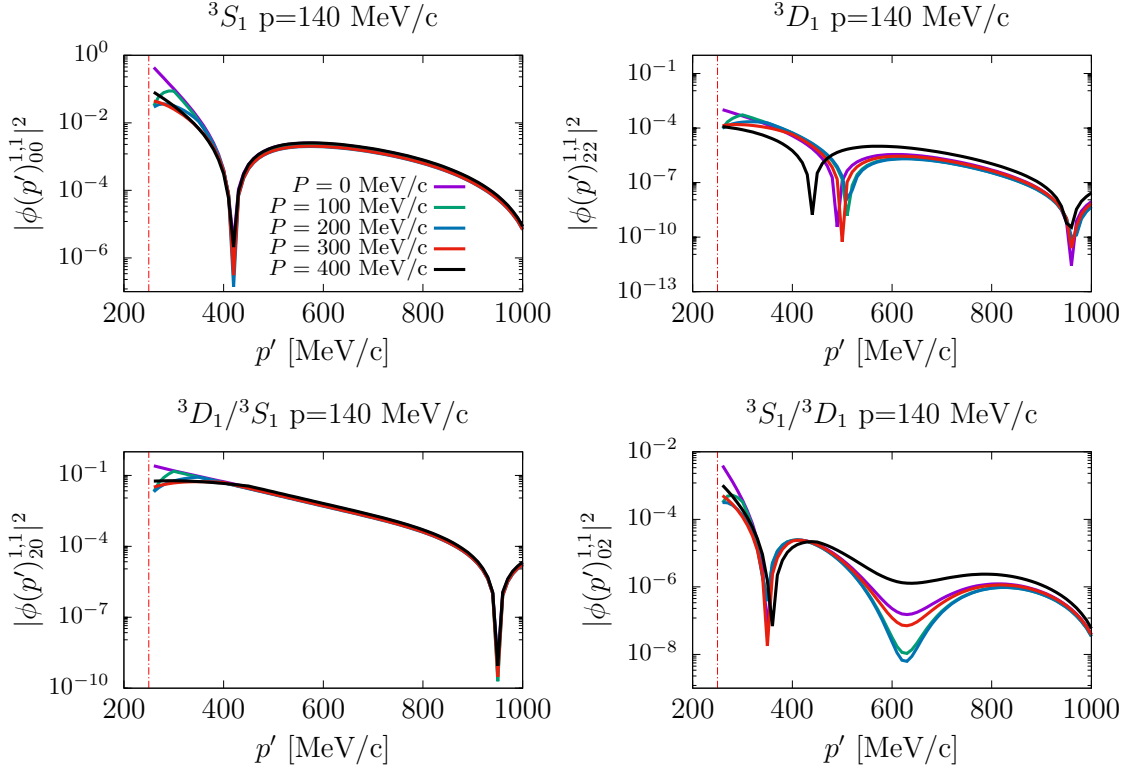 ³S₁ p=140 MeV/c
|ϕ(p′)₀₀¹,¹|²
10⁰
10⁻²
10⁻⁴
10⁻⁶
P = 0 MeV/c
P = 100 MeV/c
P = 200 MeV/c
P = 300 MeV/c
P = 400 MeV/c
200 400 600 800 1000
p′ [MeV/c]
³D₁ p=140 MeV/c
|ϕ(p′)₂₂¹,¹|²
10⁻¹
10⁻⁴
10⁻⁷
10⁻¹⁰
10⁻¹³
200 400 600 800 1000
p′ [MeV/c]
³D₁/³S₁ p=140 MeV/c
|ϕ(p′)₂₀¹,¹|²
10⁻¹
10⁻⁴
10⁻⁷
10⁻¹⁰
200 400 600 800 1000
p′ [MeV/c]
³S₁/³D₁ p=140 MeV/c
|ϕ(p′)₀₂¹,¹|²
10⁻²
10⁻⁴
10⁻⁶
10⁻⁸
200 400 600 800 1000
p′ [MeV/c]